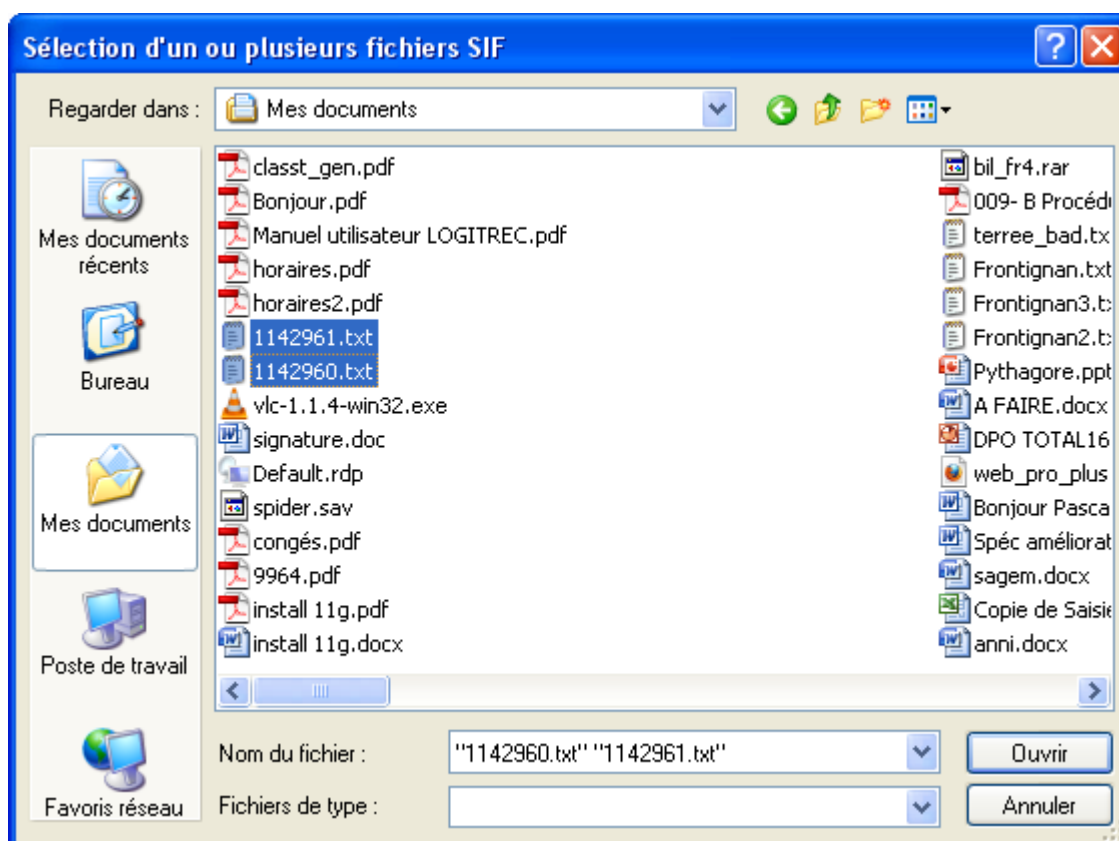 Sélection d'un ou plusieurs fichiers SIF
Regarder dans :
Mes documents
Mes documents
récents
Bureau
Mes documents
Poste de travail
Favoris réseau
classt_gen.pdf
Bonjour.pdf
Manuel utilisateur LOGITREC.pdf
horaires.pdf
horaires2.pdf
1142961.txt
1142960.txt
vlc-1.1.4-win32.exe
signature.doc
Default.rdp
spider.sav
congés.pdf
9964.pdf
install 11g.pdf
install 11g.docx
bil_fr4.rar
009- B Procédu
terree_bad.tx
Frontignan.txt
Frontignan3.t
Frontignan2.t
Pythagore.ppt
A FAIRE.docx
DPO TOTAL16
web_pro_plus
Bonjour Pasca
Spéc améliorat
sagem.docx
Copie de Saisie
anni.docx
Nom du fichier :
"1142960.txt" "1142961.txt"
Ouvrir
Fichiers de type :
Annuler